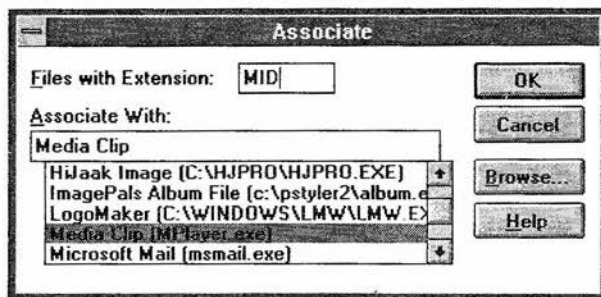 Associate
Files with Extension: MID
OK
Associate With:
Cancel
Media Clip
HiJaak Image (C:\HJPRO\HJPRO.EXE)
ImagePals Album File (c:\pstyler2\album.e
Browse...
LogoMaker (C:\WINDOWS\LMW\LMW.EX
Media Clip (MPlayer.exe)
Help
Microsoft Mail (msmail.exe)